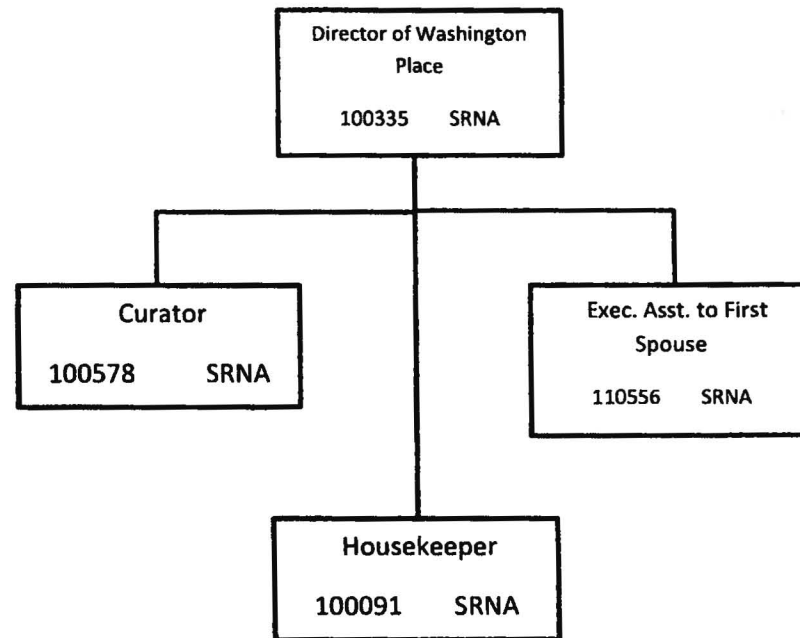 Director of Washington
Place
100335 SRNA
Curator
100578 SRNA
Exec. Asst. to First
Spouse
110556 SRNA
Housekeeper
100091 SRNA